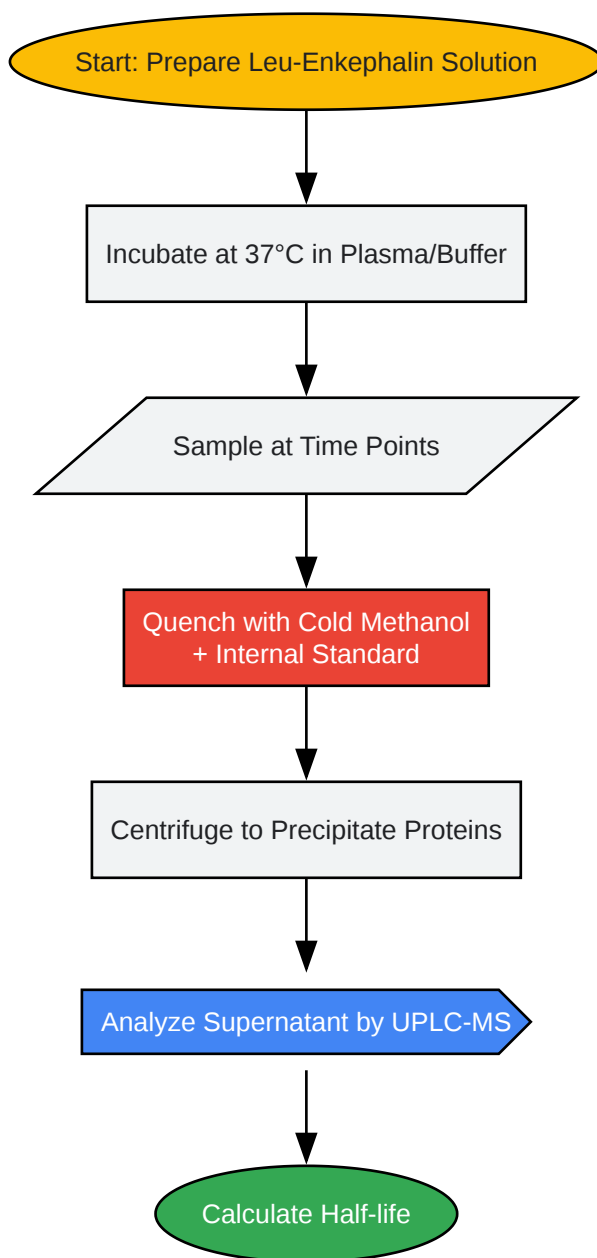 Start: Prepare Leu-Enkephalin Solution
Incubate at 37°C in Plasma/Buffer
Sample at Time Points
Quench with Cold Methanol
+ Internal Standard
Centrifuge to Precipitate Proteins
Analyze Supernatant by UPLC-MS
Calculate Half-life